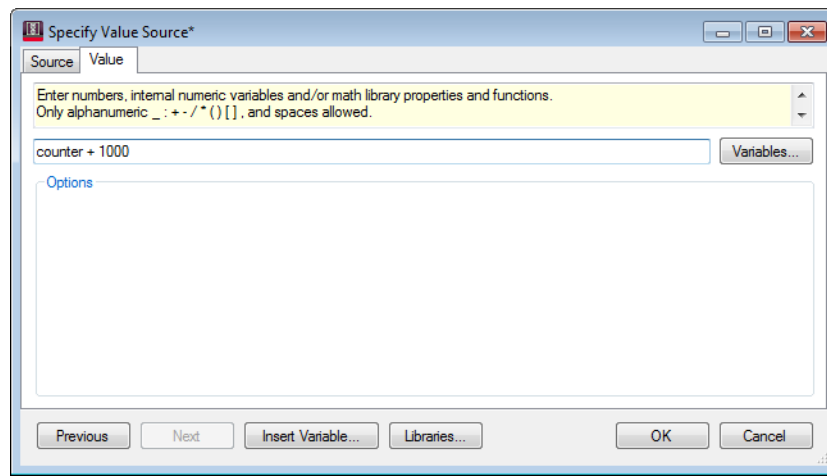 Specify Value Source*
Source Value
Enter numbers, internal numeric variables and/or math library properties and functions.
Only alphanumeric _ : + - / * ( ) [ ] , and spaces allowed.
counter + 1000
Variables...
Options
Previous Next Insert Variable... Libraries... OK Cancel